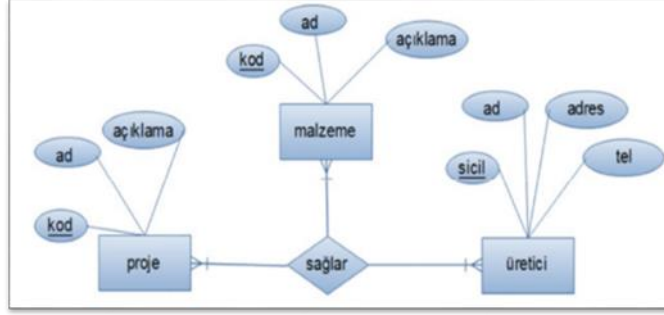 ad
kod
açıklama
malzeme
açıklama
ad
kod
proje
sağlar
ad
adres
sicil
tel
üretici